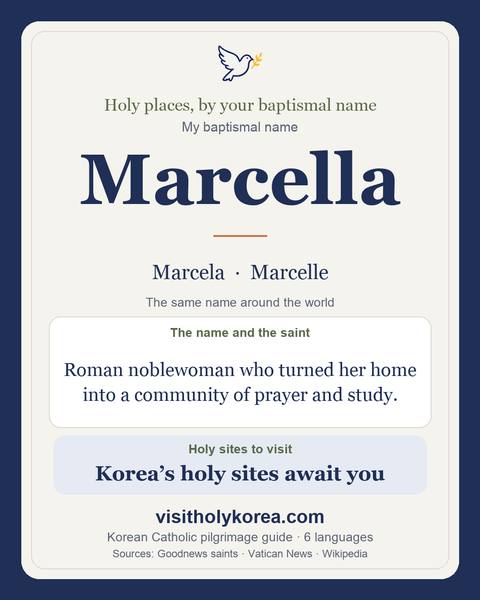 Holy places, by your baptismal name
My baptismal name
Marcella
Marcela · Marcelle
The same name around the world
The name and the saint
Roman noblewoman who turned her home
into a community of prayer and study.
Holy sites to visit
Korea’s holy sites await you
visitholykorea.com
Korean Catholic pilgrimage guide · 6 languages
Sources: Goodnews saints · Vatican News · Wikipedia